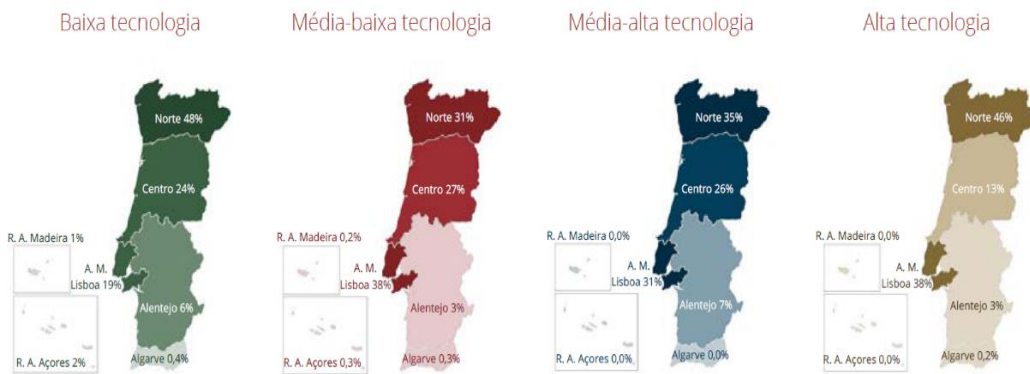 Baixa tecnologia
Norte 48%
Centro 24%
R. A. Madeira 1%
A. M.
Lisboa 19%
Alentejo 6%
R. A. Açores 2%
Algarve 0,4%
Média-baixa tecnologia
Norte 31%
Centro 27%
R. A. Madeira 0,2%
A. M.
Lisboa 38%
Alentejo 3%
R. A. Açores 0,3%
Algarve 0,3%
Média-alta tecnologia
Norte 35%
Centro 26%
R. A. Madeira 0,0%
A. M.
Lisboa 31%
Alentejo 7%
R. A. Açores 0,0%
Algarve 0,0%
Alta tecnologia
Norte 46%
Centro 13%
R. A. Madeira 0,0%
A. M.
Lisboa 38%
Alentejo 3%
R. A. Açores 0,0%
Algarve 0,2%